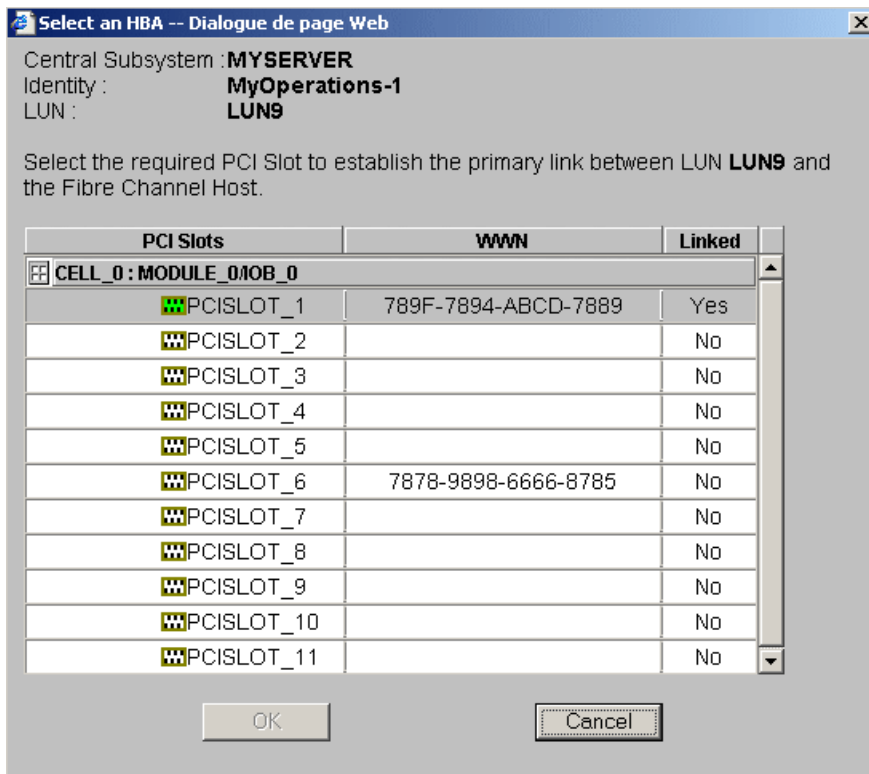 Select an HBA -- Dialogue de page Web
Central Subsystem : MYSERVER
Identity : MyOperations-1
LUN : LUN9
Select the required PCI Slot to establish the primary link between LUN LUN9 and
the Fibre Channel Host.
PCI Slots WWN Linked
CELL_0 : MODULE_0/IOB_0
PCISLOT_1 789F-7894-ABCD-7889 Yes
PCISLOT_2 No
PCISLOT_3 No
PCISLOT_4 No
PCISLOT_5 No
PCISLOT_6 7878-9898-6666-8785 No
PCISLOT_7 No
PCISLOT_8 No
PCISLOT_9 No
PCISLOT_10 No
PCISLOT_11 No
OK Cancel